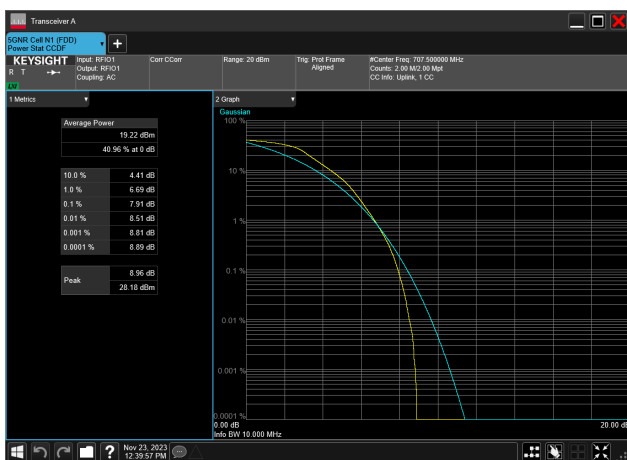 Transceiver A
5GNR Cell N1 (FDD)
Power Stat CCDF
KEYSIGHT
R T
LNI
Input: RFIO1
Output: RFIO1
Coupling: AC
Corr CCorr
Range: 20 dBm
Trig: Prot Frame
Aligned
#Center Freq: 707.500000 MHz
Counts: 2.00 M/2.00 Mpt
CC Info: Uplink, 1 CC
1 Metrics
Average Power
19.22 dBm
40.96 % at 0 dB
10.0 % 4.41 dB
1.0 % 6.69 dB
0.1 % 7.91 dB
0.01 % 8.51 dB
0.001 % 8.81 dB
0.0001 % 8.89 dB
Peak
8.96 dB
28.18 dBm
2 Graph
Gaussian
100 %
10 %
1 %
0.1 %
0.01 %
0.001 %
0.0001 %
0.00 dB
20.00 dB
Info BW 10.000 MHz
?
Nov 23, 2023
12:39:57 PM